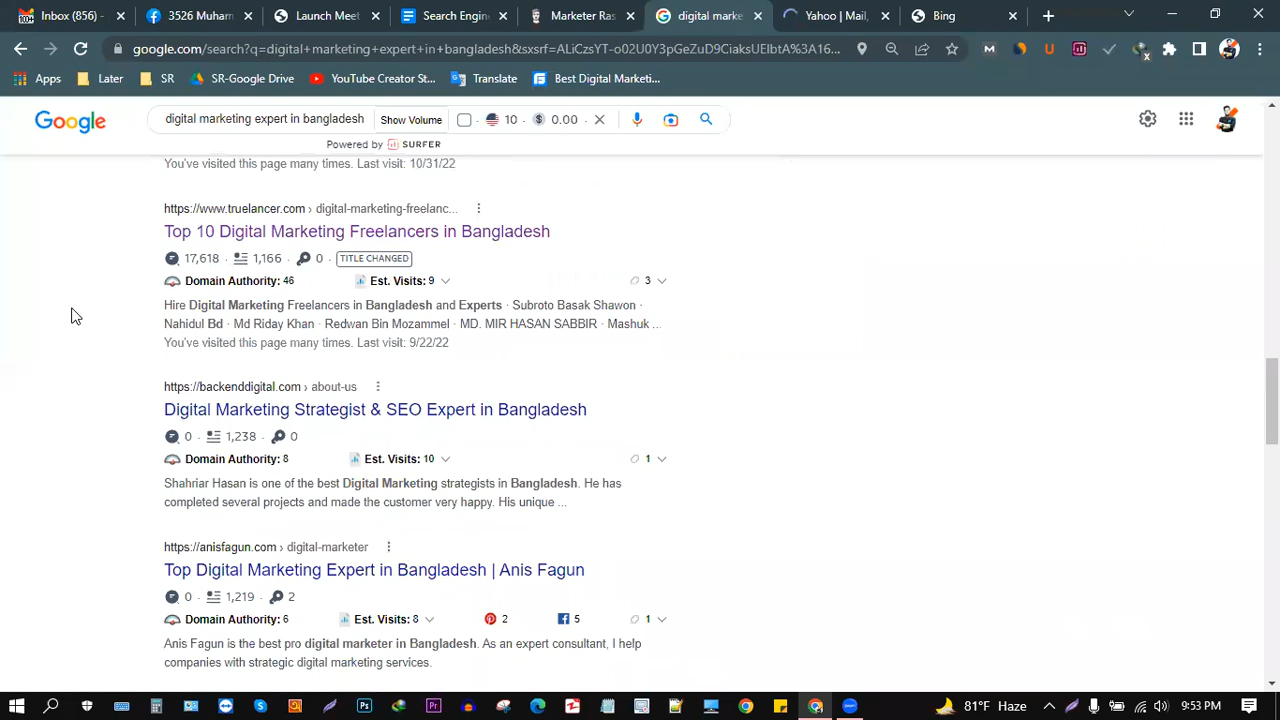 Inbox (850+)
3526 Muham
Launch Meet
Search Engin
Marketer Ras
digital marke
Yahoo | Mail,
Bing
google.com/search?q=digital+marketing+expert+in+bangladesh&sxsrf=ALiCzsYT-o02U0Y3pGeZuD9CiaksUEIbtA%3A16...
Apps
Later
SR
SR-Google Drive
YouTube Creator St...
Translate
Best Digital Marketi...
Google
digital marketing expert in bangladesh
Show Volume
10
0.00
Powered by SURFER
You've visited this page many times. Last visit: 10/31/22
https://www.truelancer.com › digital-marketing-freelanc...
Top 10 Digital Marketing Freelancers in Bangladesh
17,618 · 1,166 · 0 TITLE CHANGED
Domain Authority: 46 Est. Visits: 9 3
Hire Digital Marketing Freelancers in Bangladesh and Experts · Subroto Basak Shawon ·
Nahidul Bd · Md Riday Khan · Redwan Bin Mozammel · MD. MIR HASAN SABBIR · Mashuk ...
You've visited this page many times. Last visit: 9/22/22
https://backenddigital.com › about-us
Digital Marketing Strategist & SEO Expert in Bangladesh
0 · 1,238 · 0
Domain Authority: 8 Est. Visits: 10 1
Shahriar Hasan is one of the best Digital Marketing strategists in Bangladesh. He has
completed several projects and made the customer very happy. His unique ...
https://anisfagun.com › digital-marketer
Top Digital Marketing Expert in Bangladesh | Anis Fagun
0 · 1,219 · 2
Domain Authority: 6 Est. Visits: 8 2 5 1
Anis Fagun is the best pro digital marketer in Bangladesh. As an expert consultant, I help
companies with strategic digital marketing services.
81°F Haze
9:53 PM